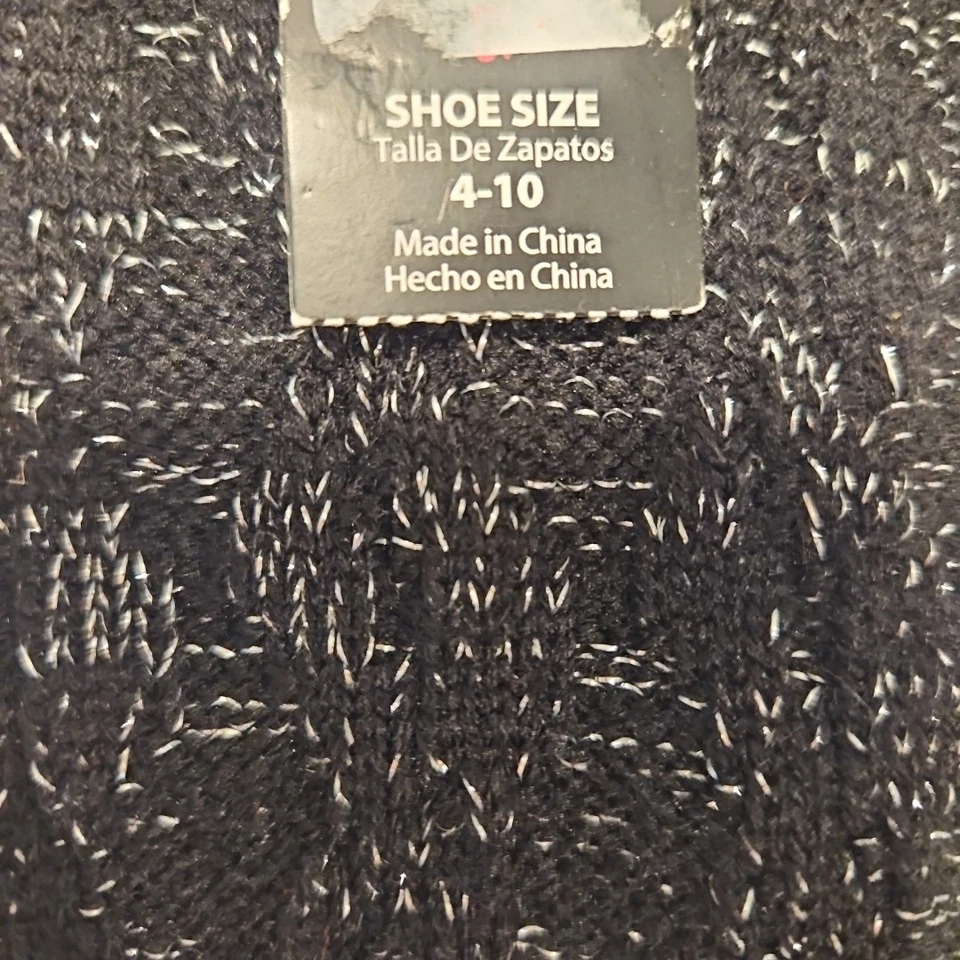 SHOE SIZE
Talla De Zapatos
4-10
Made in China
Hecho en China